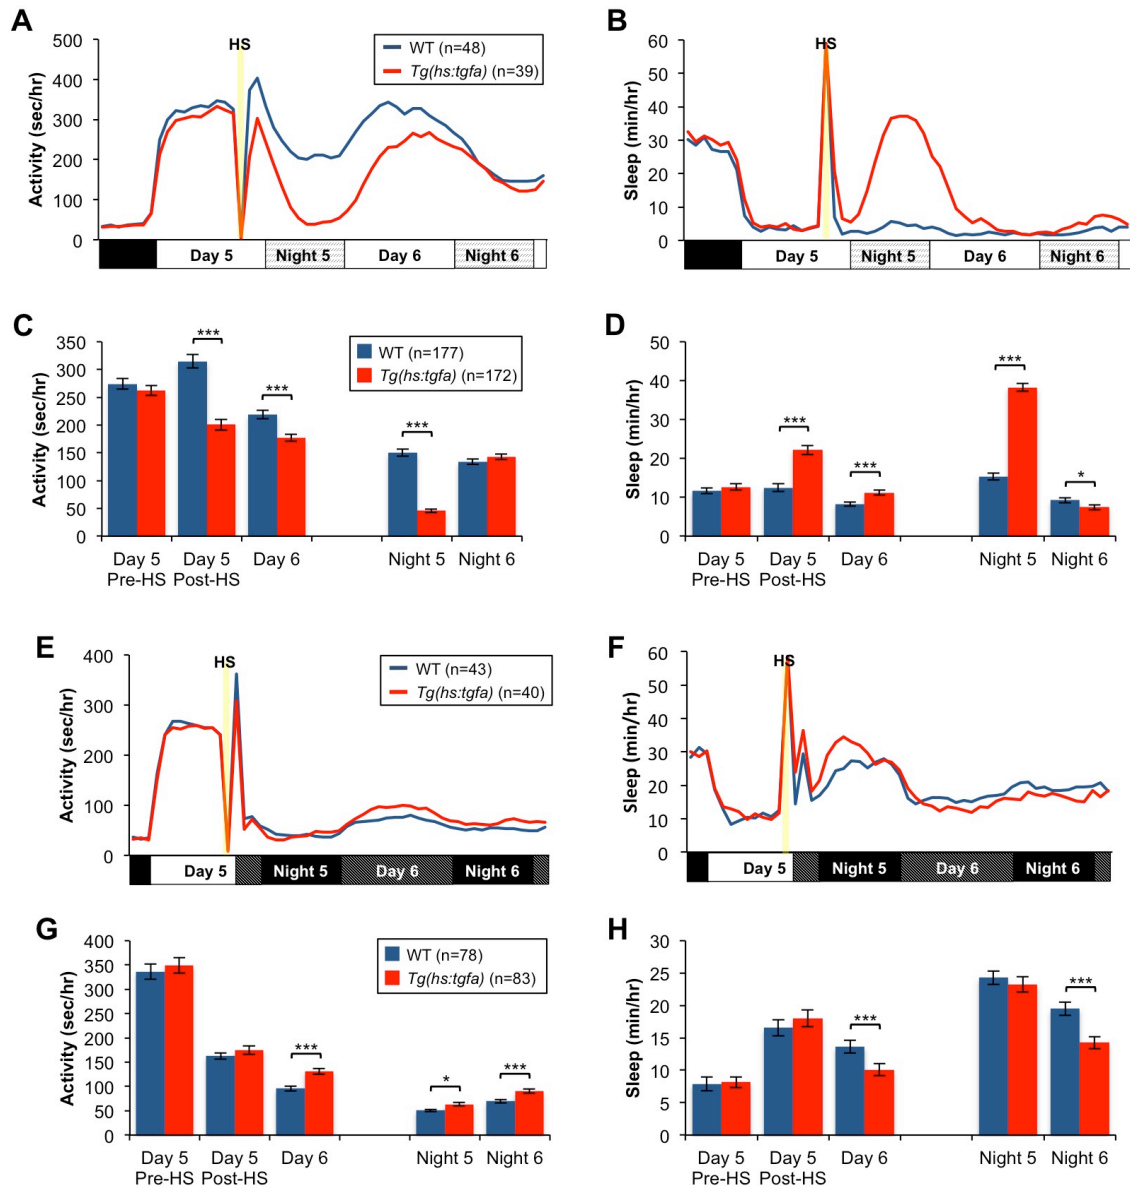 A
B
Activity (sec/hr)
500
400
300
200
100
0
HS
WT (n=48)
Tg(hs:tgfa) (n=39)
Day 5
Night 5
Day 6
Night 6
Sleep (min/hr)
60
50
40
30
20
10
0
HS
Day 5
Night 5
Day 6
Night 6
C
D
Activity (sec/hr)
350
300
250
200
150
100
50
0
***
***
***
WT (n=177)
Tg(hs:tgfa) (n=172)
Day 5
Pre-HS
Day 5
Post-HS
Day 6
Night 5
Night 6
Sleep (min/hr)
50
40
30
20
10
0
***
***
***
*
Day 5
Pre-HS
Day 5
Post-HS
Day 6
Night 5
Night 6
E
F
Activity (sec/hr)
400
300
200
100
0
HS
WT (n=43)
Tg(hs:tgfa) (n=40)
Day 5
Night 5
Day 6
Night 6
Sleep (min/hr)
60
50
40
30
20
10
0
HS
Day 5
Night 5
Day 6
Night 6
G
H
Activity (sec/hr)
400
350
300
250
200
150
100
50
0
***
*
***
WT (n=78)
Tg(hs:tgfa) (n=83)
Day 5
Pre-HS
Day 5
Post-HS
Day 6
Night 5
Night 6
Sleep (min/hr)
30
25
20
15
10
5
0
***
***
Day 5
Pre-HS
Day 5
Post-HS
Day 6
Night 5
Night 6